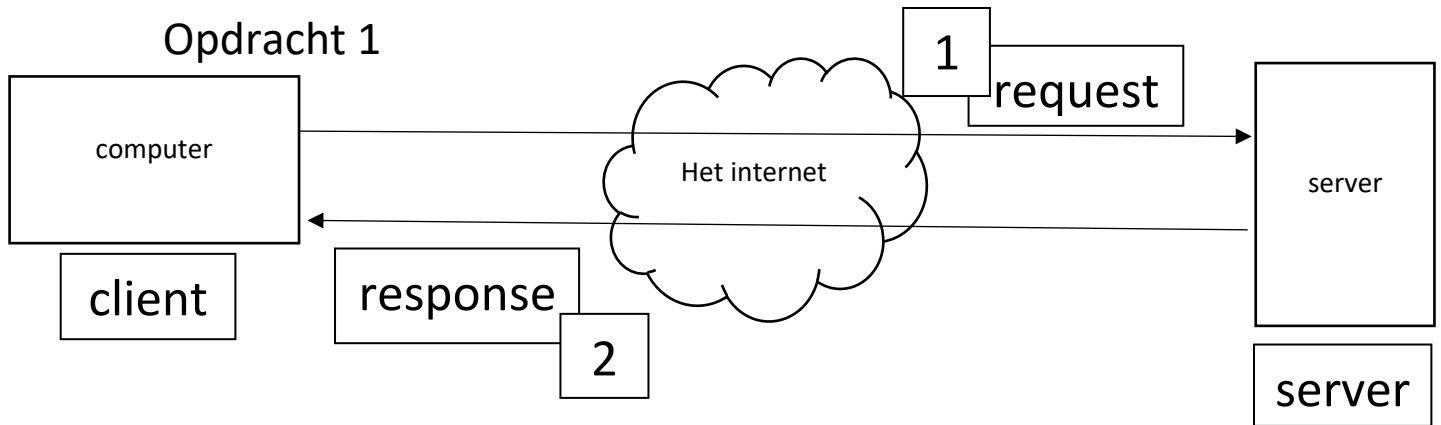 Opdracht 1
1
request
computer
Het internet
server
client
response
2
server